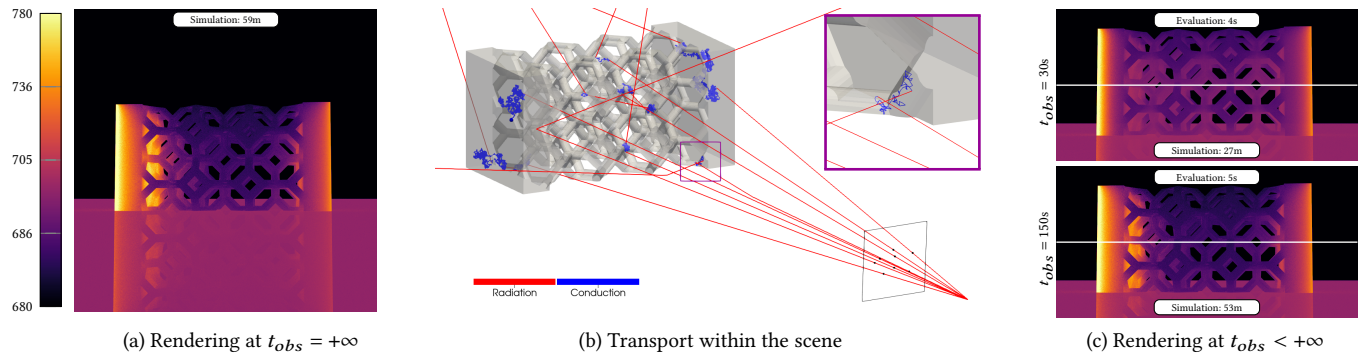 780
736
705
686
680
Simulation: 59m
(a) Rendering at t_obs = +∞
Radiation
Conduction
(b) Transport within the scene
t_obs = 30s
Evaluation: 4s
Simulation: 27m
t_obs = 150s
Evaluation: 5s
Simulation: 53m
(c) Rendering at t_obs < +∞